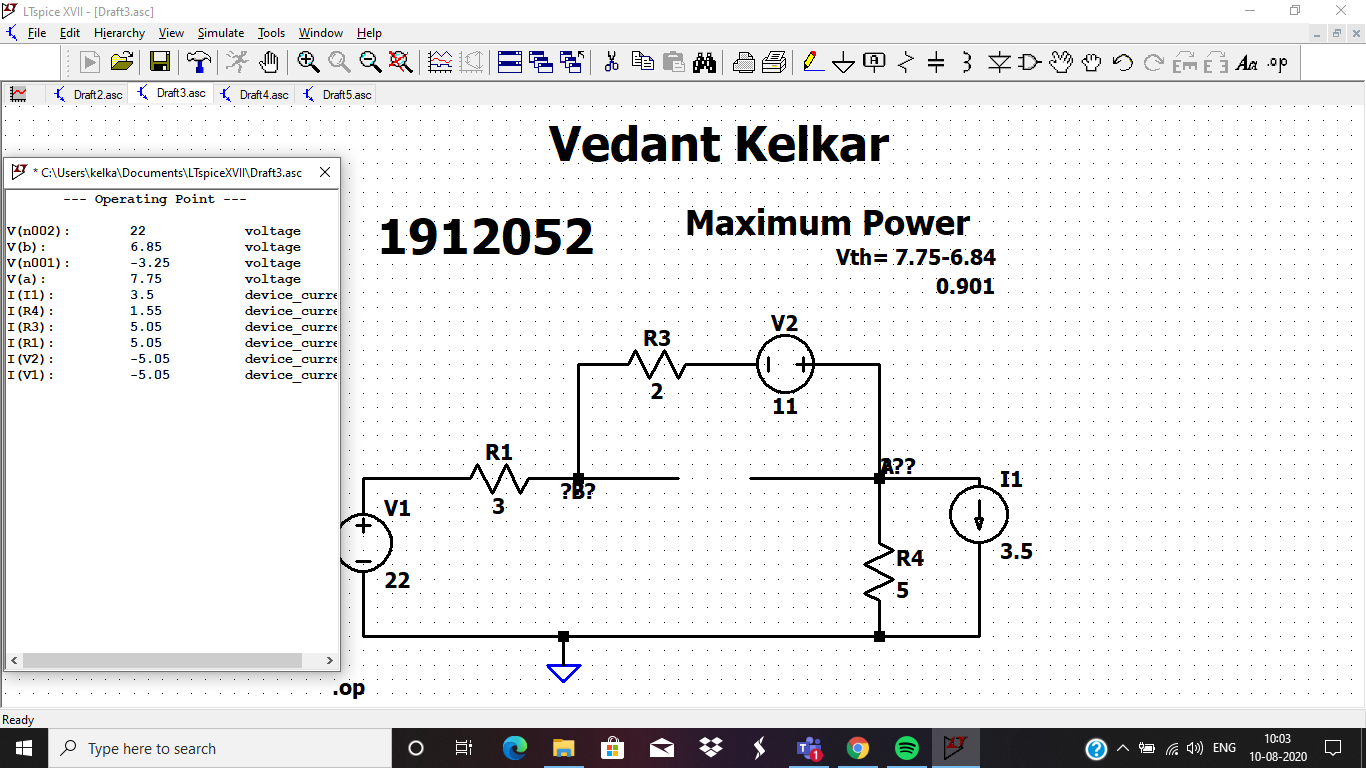 LTspice XVII - [Draft3.asc]
File Edit Hierarchy View Simulate Tools Window Help
Draft2.asc Draft3.asc Draft4.asc Draft5.asc
* C:\Users\kelka\Documents\LTspiceXVII\Draft3.asc
--- Operating Point ---
V(n002): 22 voltage
V(b): 6.85 voltage
V(n001): -3.25 voltage
V(a): 7.75 voltage
I(I1): 3.5 device_curre
I(R4): 1.55 device_curre
I(R3): 5.05 device_curre
I(R1): 5.05 device_curre
I(V2): -5.05 device_curre
I(V1): -5.05 device_curre
Vedant Kelkar
1912052
Maximum Power
Vth= 7.75-6.84
0.901
V2
R3
2
11
R1
3
V1
22
I1
3.5
R4
5
.op
Ready
Type here to search
1
ENG
10:03
10-08-2020